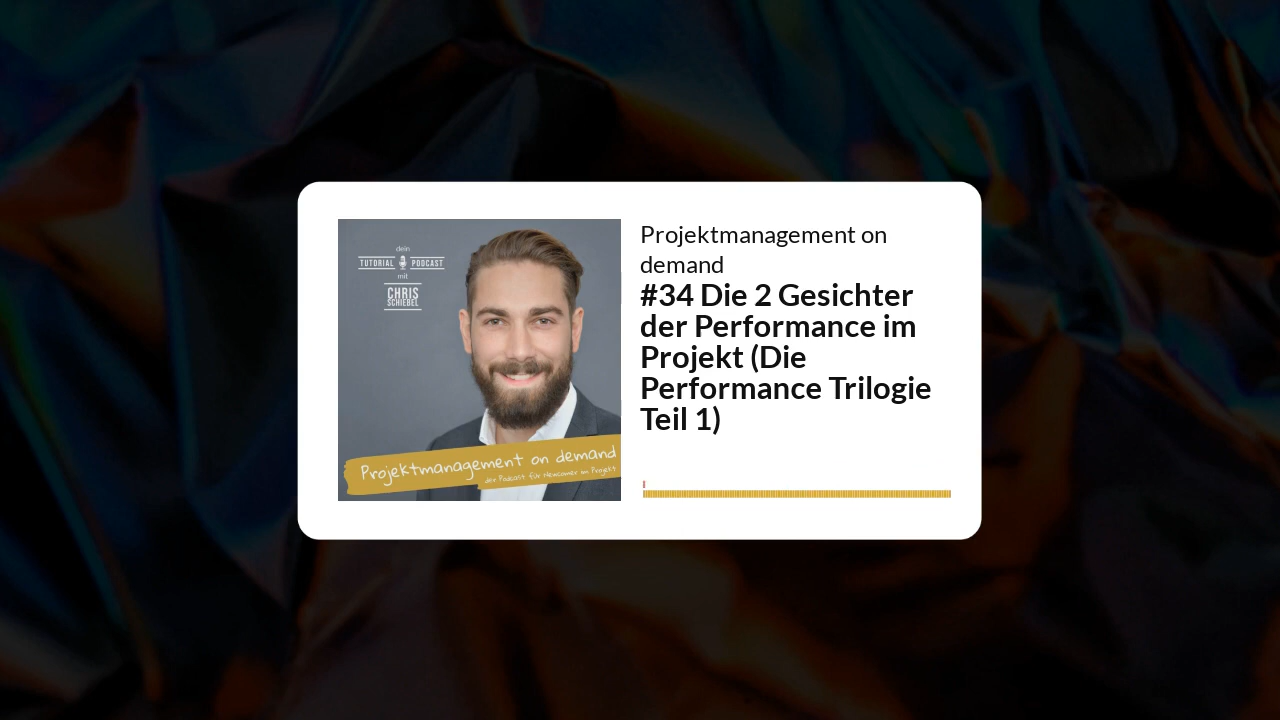 dein
TUTORIAL PODCAST
mit
CHRIS
SCHIEBEL
Projektmanagement on demand
der Podcast für Newcomer im Projekt
Projektmanagement on
demand
#34 Die 2 Gesichter
der Performance im
Projekt (Die
Performance Trilogie
Teil 1)